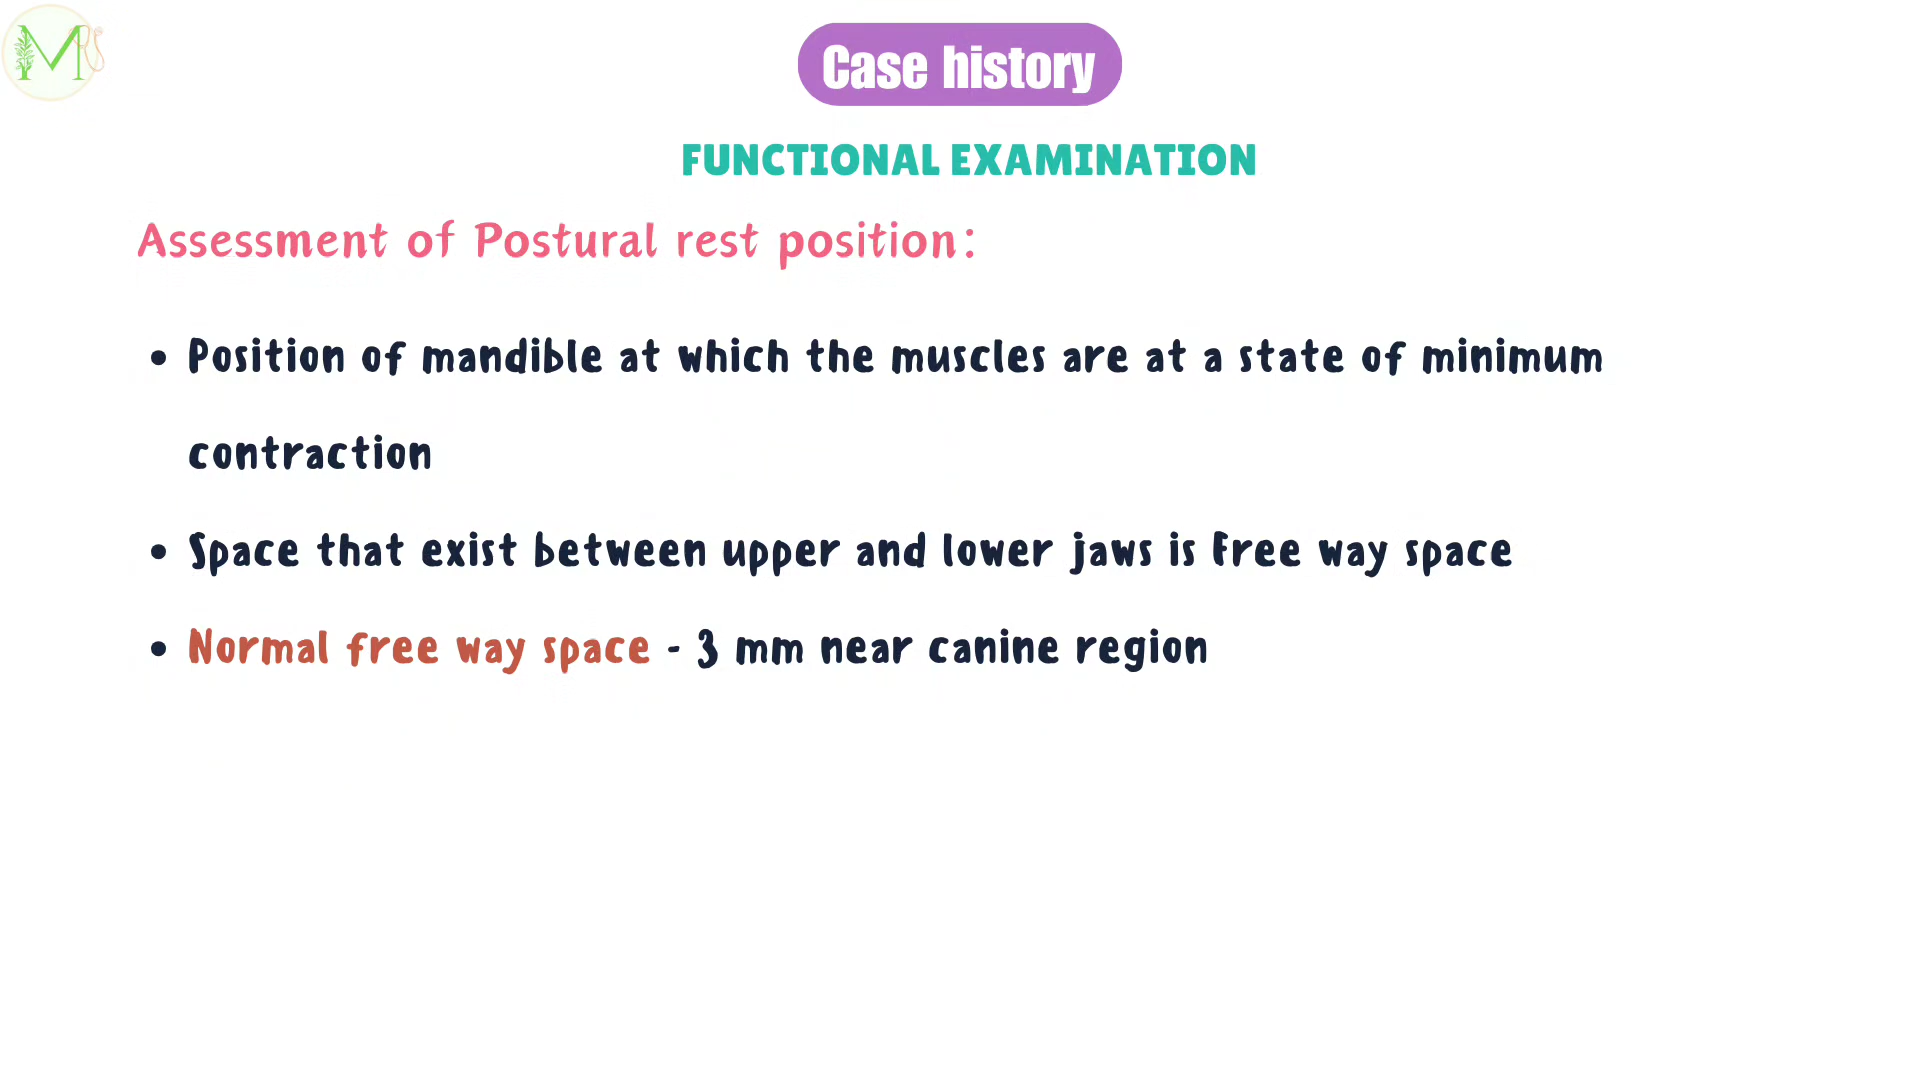 MRS
Case history
FUNCTIONAL EXAMINATION
Assessment of Postural rest position:
• Position of mandible at which the muscles are at a state of minimum
contraction
• Space that exist between upper and lower jaws is Free way space
• Normal free way space - 3 mm near canine region